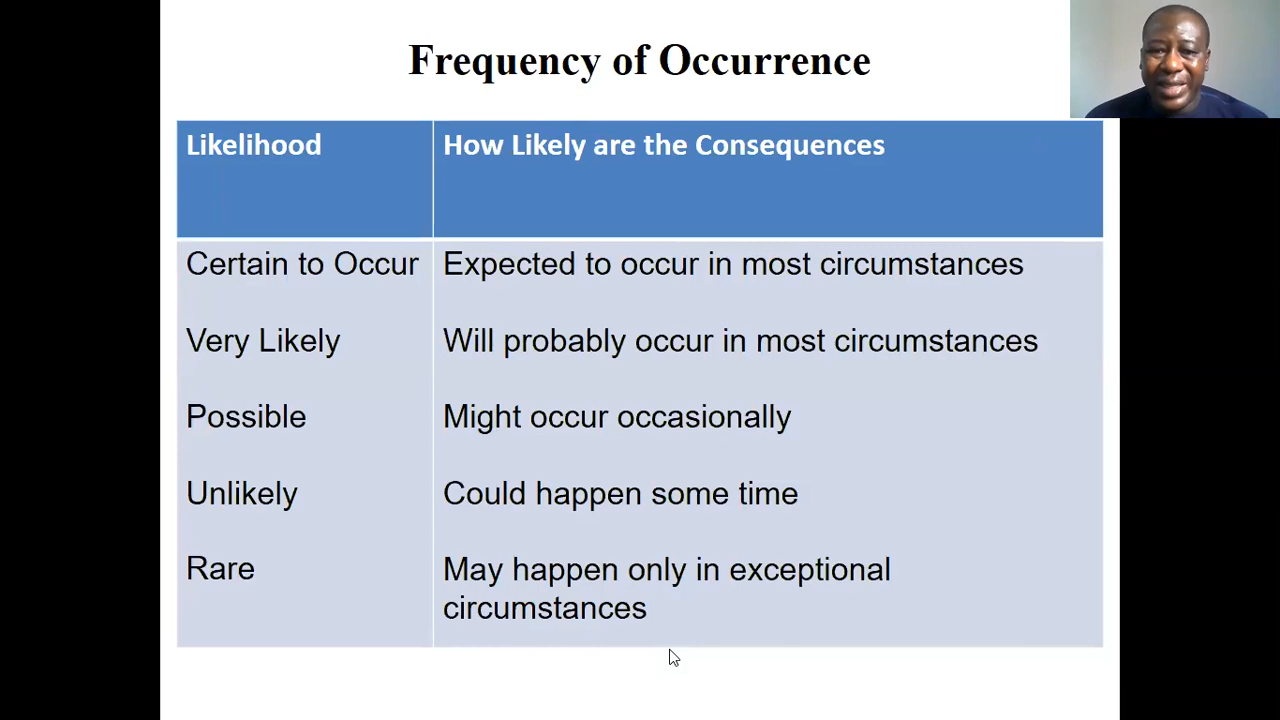 Frequency of Occurrence
Likelihood
How Likely are the Consequences
Certain to Occur
Expected to occur in most circumstances
Very Likely
Will probably occur in most circumstances
Possible
Might occur occasionally
Unlikely
Could happen some time
Rare
May happen only in exceptional
circumstances